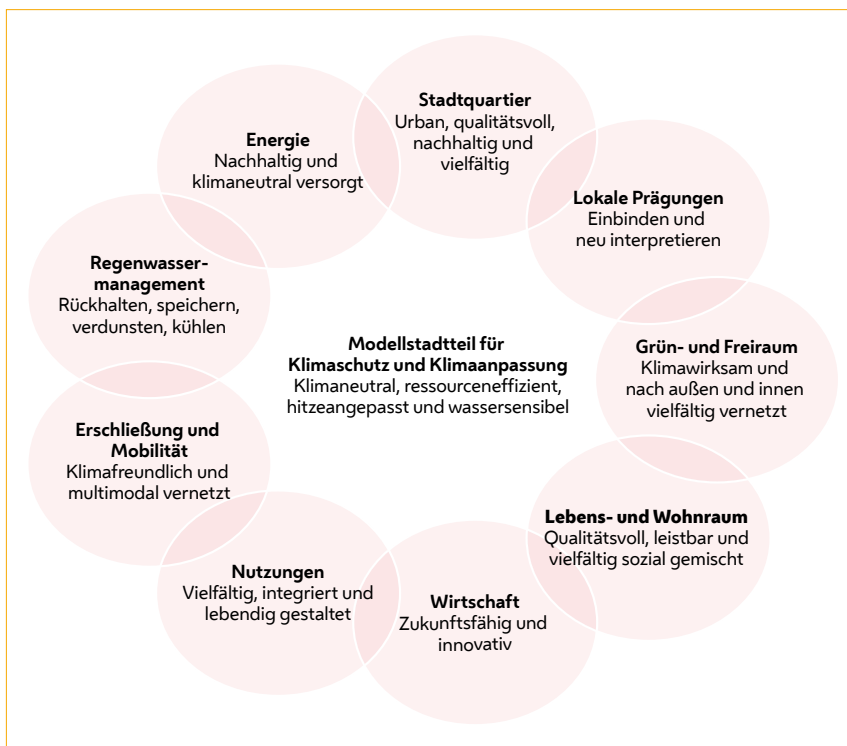 Stadtquartier
Urban, qualitätsvoll,
nachhaltig und
vielfältig
Lokale Prägungen
Einbinden und
neu interpretieren
Grün- und Freiraum
Klimawirksam und
nach außen und innen
vielfältig vernetzt
Lebens- und Wohnraum
Qualitätsvoll, leistbar und
vielfältig sozial gemischt
Wirtschaft
Zukunftsfähig und
innovativ
Nutzungen
Vielfältig, integriert und
lebendig gestaltet
Erschließung und
Mobilität
Klimafreundlich und
multimodal vernetzt
Regenwasser-
management
Rückhalten, speichern,
verdunsten, kühlen
Energie
Nachhaltig und
klimaneutral versorgt
Modellstadtteil für
Klimaschutz und Klimaanpassung
Klimaneutral, ressourceneffizient,
hitzeangepasst und wassersensibel